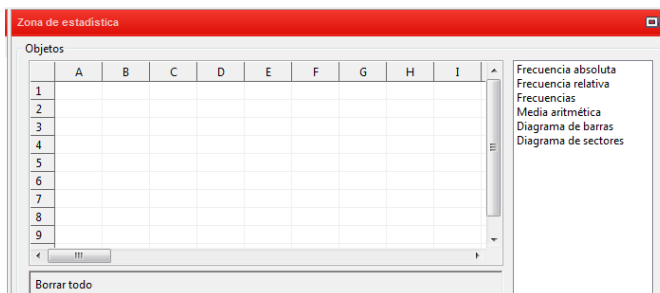 Zona de estadística
Objetos
A B C D E F G H I
1
2
3
4
5
6
7
8
9
Borrar todo
Frecuencia absoluta
Frecuencia relativa
Frecuencias
Media aritmética
Diagrama de barras
Diagrama de sectores